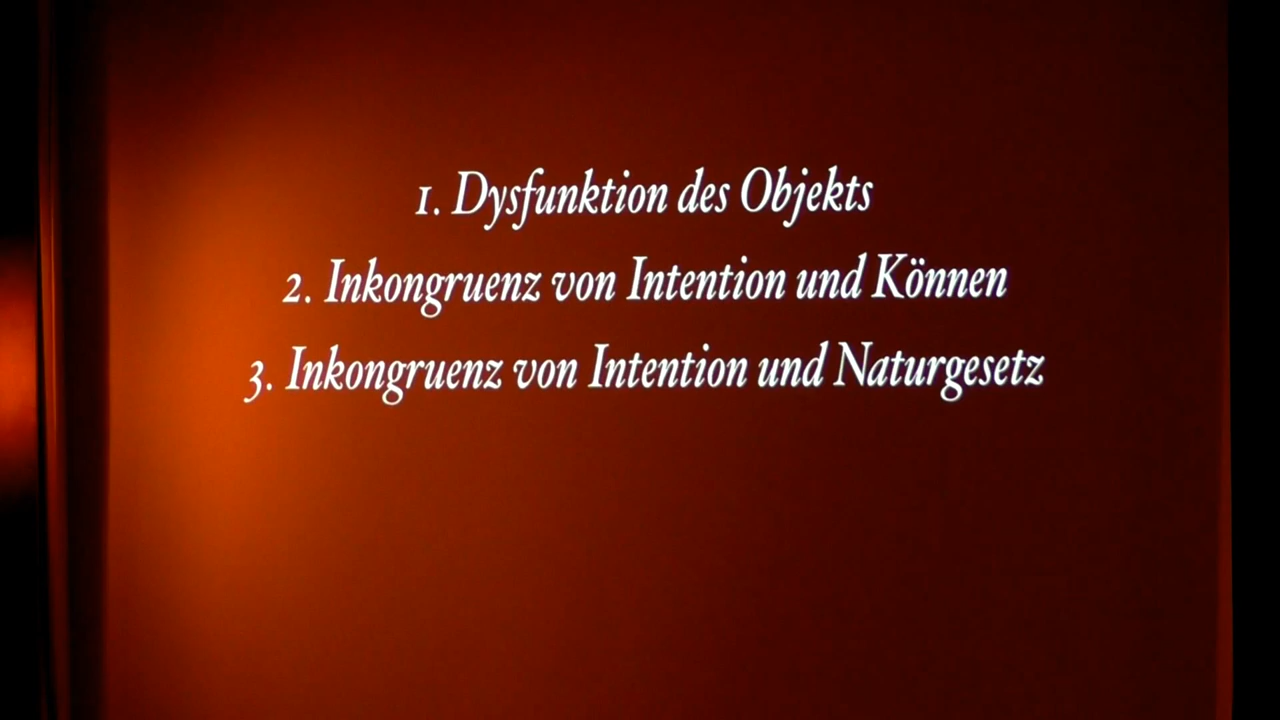 1. Dysfunktion des Objekts
2. Inkongruenz von Intention und Können
3. Inkongruenz von Intention und Naturgesetz